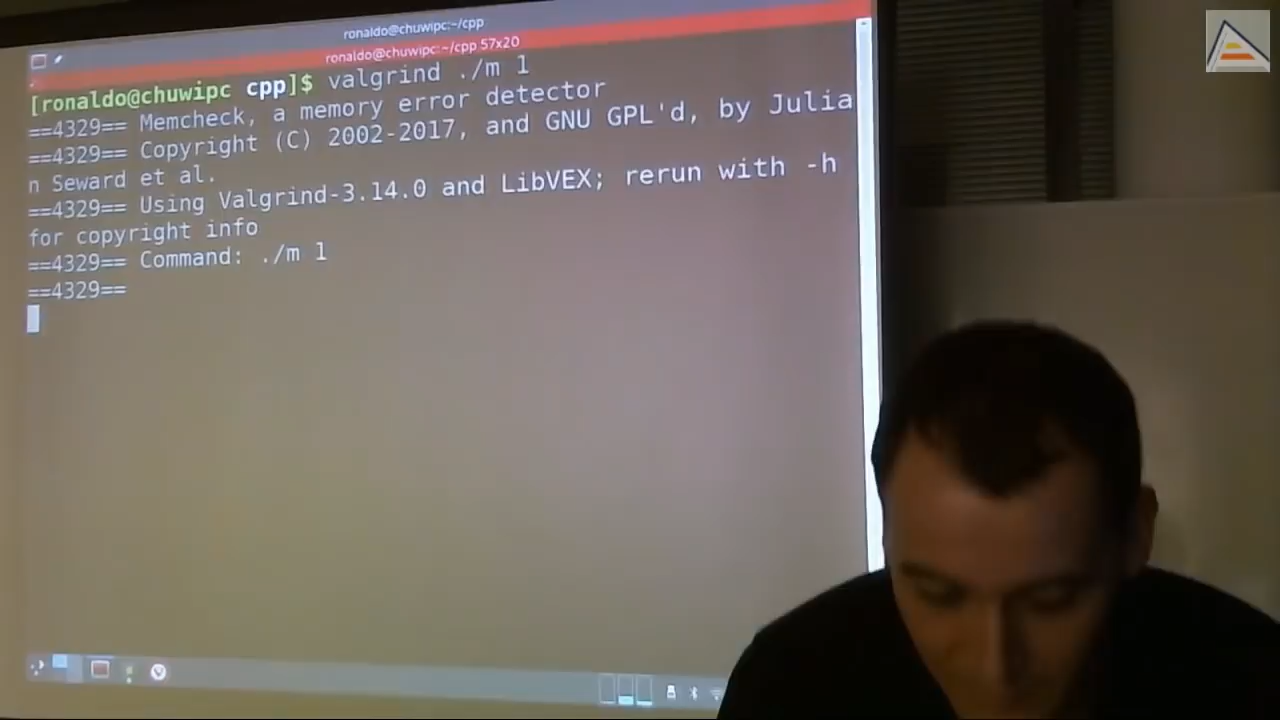 ronaldo@chuwipc:~/cpp
ronaldo@chuwipc:~/cpp 57x20
[ronaldo@chuwipc cpp]$ valgrind ./m 1
==4329== Memcheck, a memory error detector
==4329== Copyright (C) 2002-2017, and GNU GPL'd, by Julia
n Seward et al.
==4329== Using Valgrind-3.14.0 and LibVEX; rerun with -h
for copyright info
==4329== Command: ./m 1
==4329==